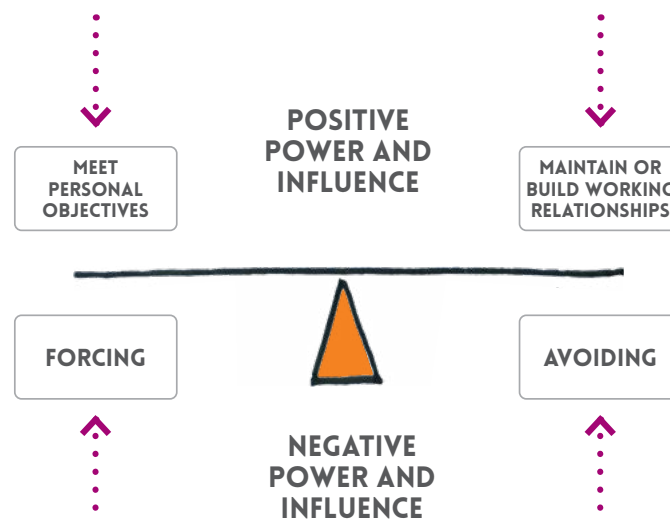 POSITIVE
POWER AND
INFLUENCE
MEET
PERSONAL
OBJECTIVES
MAINTAIN OR
BUILD WORKING
RELATIONSHIPS
FORCING
AVOIDING
NEGATIVE
POWER AND
INFLUENCE